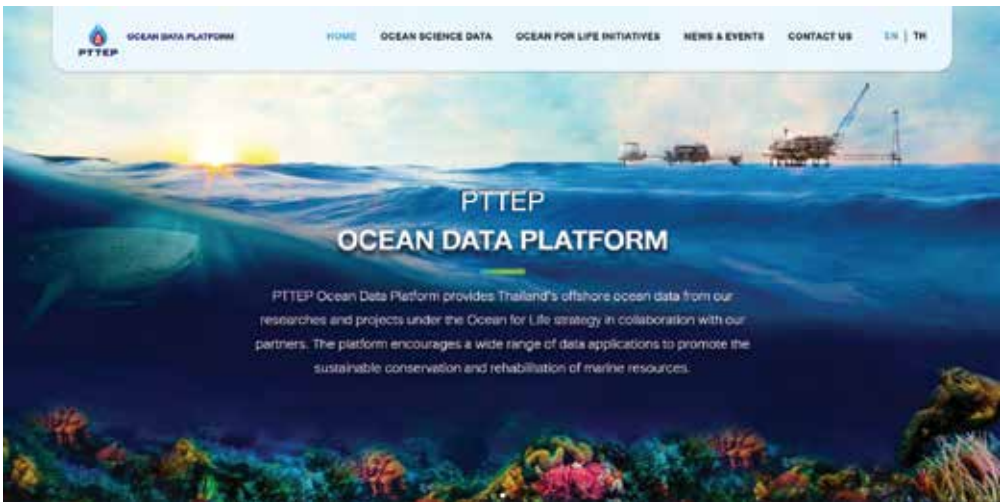 PTTEP
OCEAN DATA PLATFORM
HOME
OCEAN SCIENCE DATA
OCEAN FOR LIFE INITIATIVES
NEWS & EVENTS
CONTACT US
EN | TH
PTTEP
OCEAN DATA PLATFORM
PTTEP Ocean Data Platform provides Thailand's offshore ocean data from our
researches and projects under the Ocean for Life strategy in collaboration with our
partners. The platform encourages a wide range of data applications to promote the
sustainable conservation and rehabilitation of marine resources.